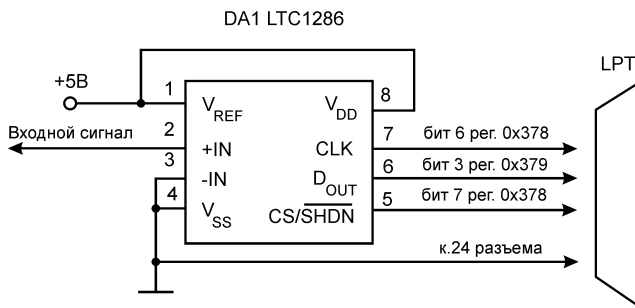 DA1 LTC1286
LPT
+5В
1
V_REF
V_DD
8
Входной сигнал
2
+IN
CLK
7
бит 6 рег. 0x378
3
-IN
D_OUT
6
бит 3 рег. 0x379
4
V_SS
CS/SHDN
5
бит 7 рег. 0x378
к.24 разъема